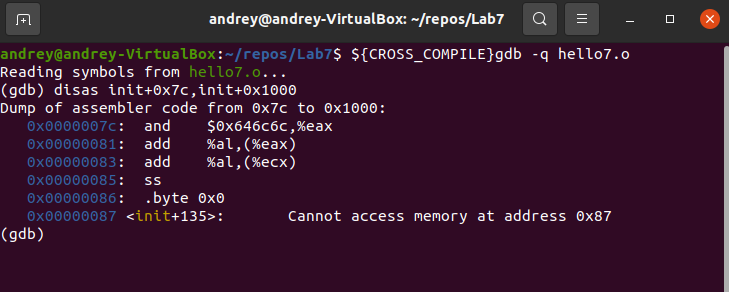 andrey@andrey-VirtualBox: ~/repos/Lab7
andrey@andrey-VirtualBox:~/repos/Lab7$ ${CROSS_COMPILE}gdb -q hello7.o
Reading symbols from hello7.o...
(gdb) disas init+0x7c,init+0x1000
Dump of assembler code from 0x7c to 0x1000:
   0x0000007c:  and    $0x646c6c,%eax
   0x00000081:  add    %al,(%eax)
   0x00000083:  add    %al,(%ecx)
   0x00000085:  ss
   0x00000086:  .byte 0x0
   0x00000087 <init+135>:       Cannot access memory at address 0x87
(gdb)